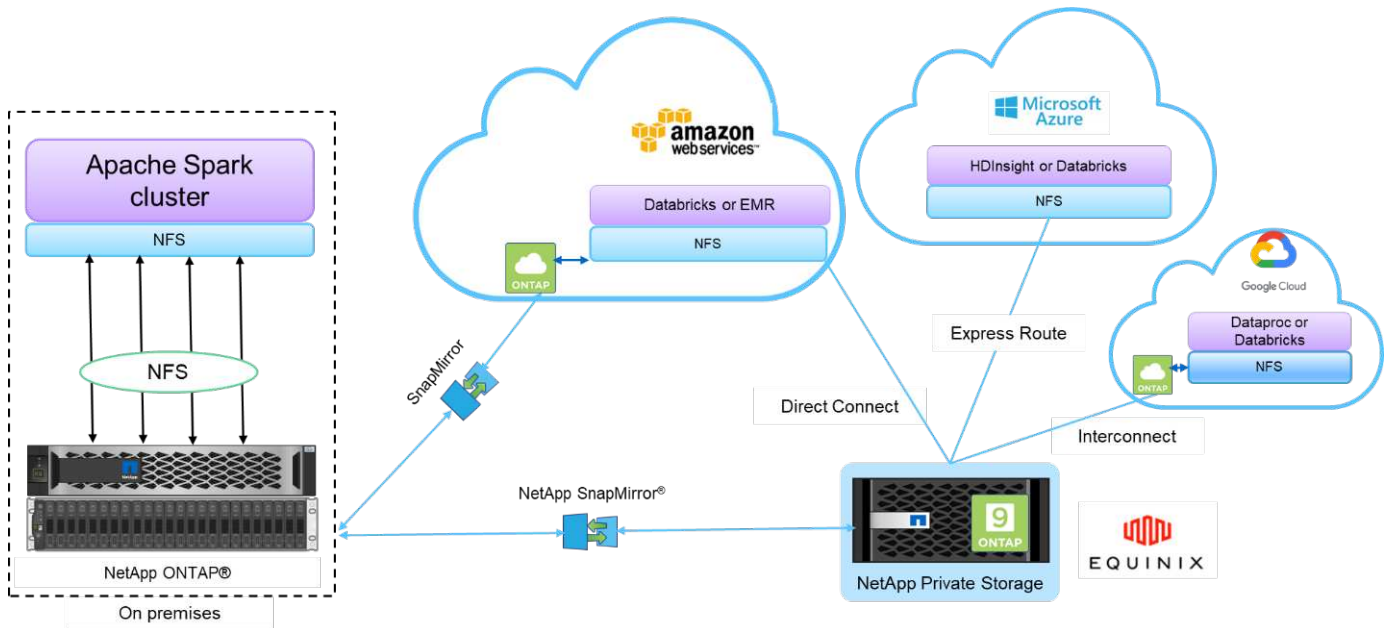 Apache Spark
cluster
NFS
NFS
NetApp
NetApp ONTAP®
On premises
amazon
webservices™
Databricks or EMR
NFS
ONTAP
SnapMirror
NetApp SnapMirror®
Microsoft
Azure
HDInsight or Databricks
NFS
Express Route
Direct Connect
Google Cloud
Dataproc or
Databricks
NFS
ONTAP
Interconnect
9
ONTAP
NetApp Private Storage
EQUINIX